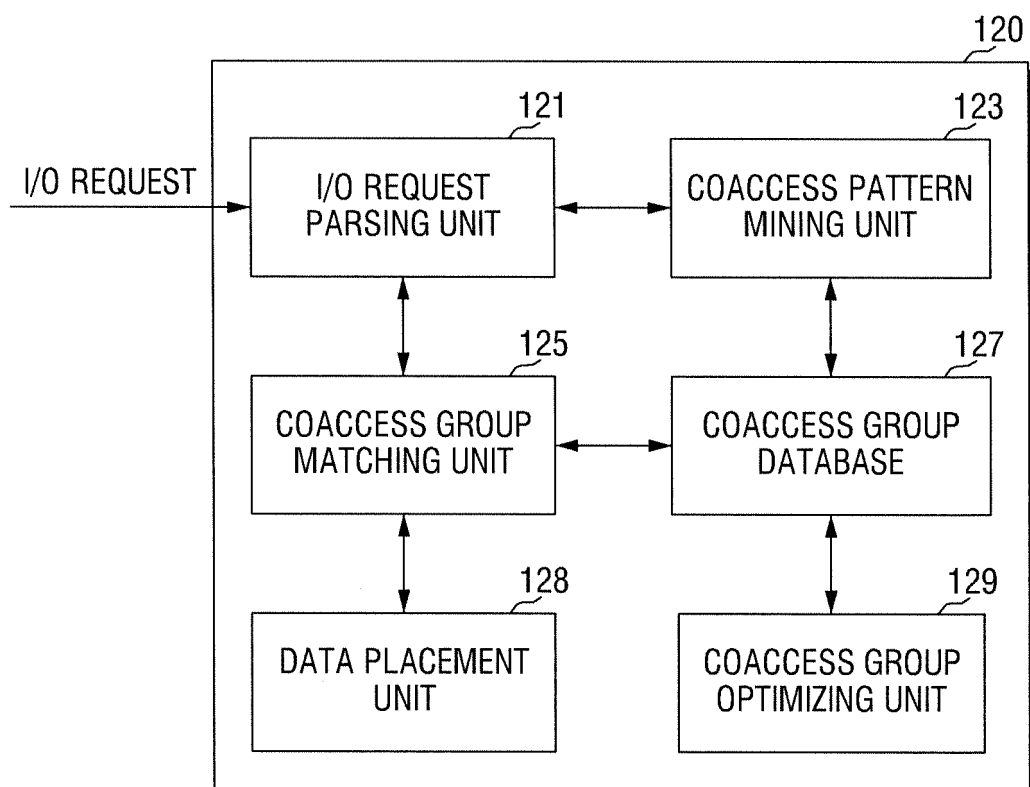 120
121
123
I/O REQUEST
I/O REQUEST
PARSING UNIT
COACCESS PATTERN
MINING UNIT
125
127
COACCESS GROUP
MATCHING UNIT
COACCESS GROUP
DATABASE
128
129
DATA PLACEMENT
UNIT
COACCESS GROUP
OPTIMIZING UNIT